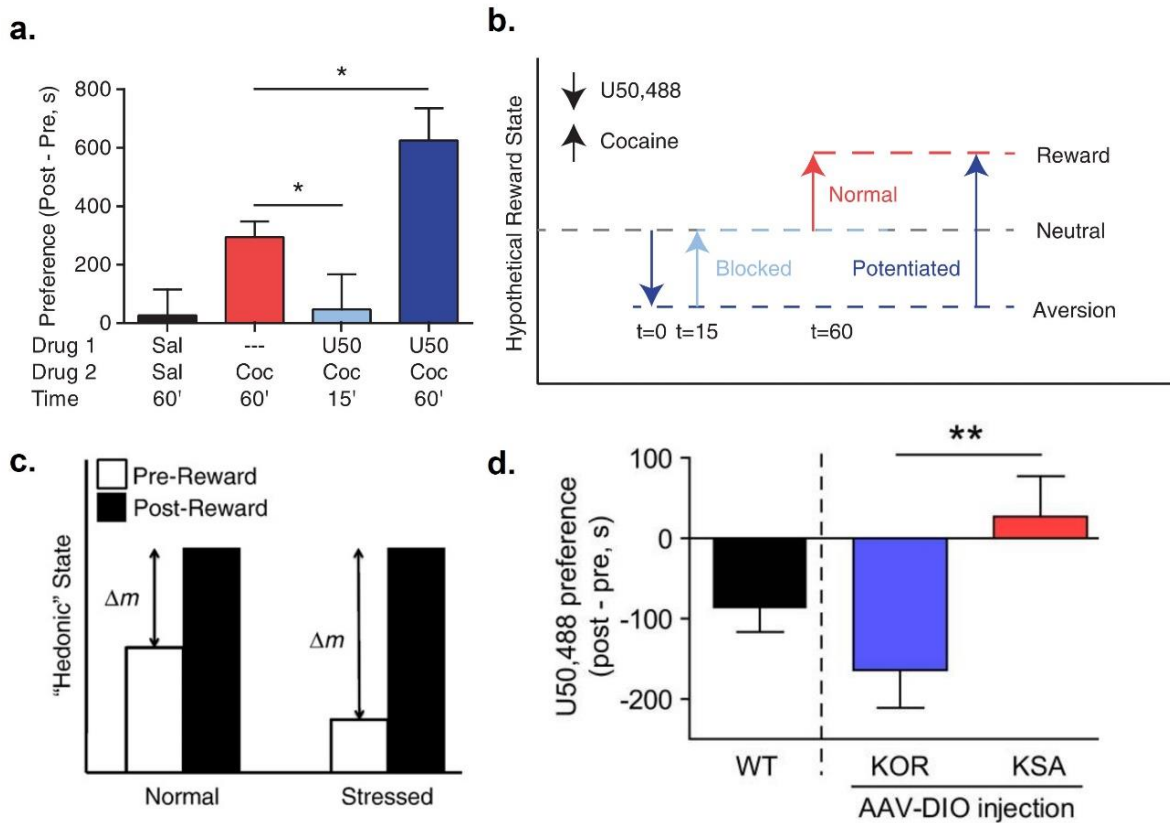 a.
Preference (Post - Pre, s)
800
600
400
200
0
*
*
Drug 1 Sal --- U50 U50
Drug 2 Sal Coc Coc Coc
Time 60' 60' 15' 60'
b.
Hypothetical Reward State
U50,488
Cocaine
Reward
Normal
Neutral
Blocked Potentiated
Aversion
t=0 t=15 t=60
c.
"Hedonic" State
Pre-Reward
Post-Reward
Δm
Δm
Normal Stressed
d.
U50,488 preference
(post - pre, s)
**
100
0
-100
-200
WT KOR KSA
AAV-DIO injection